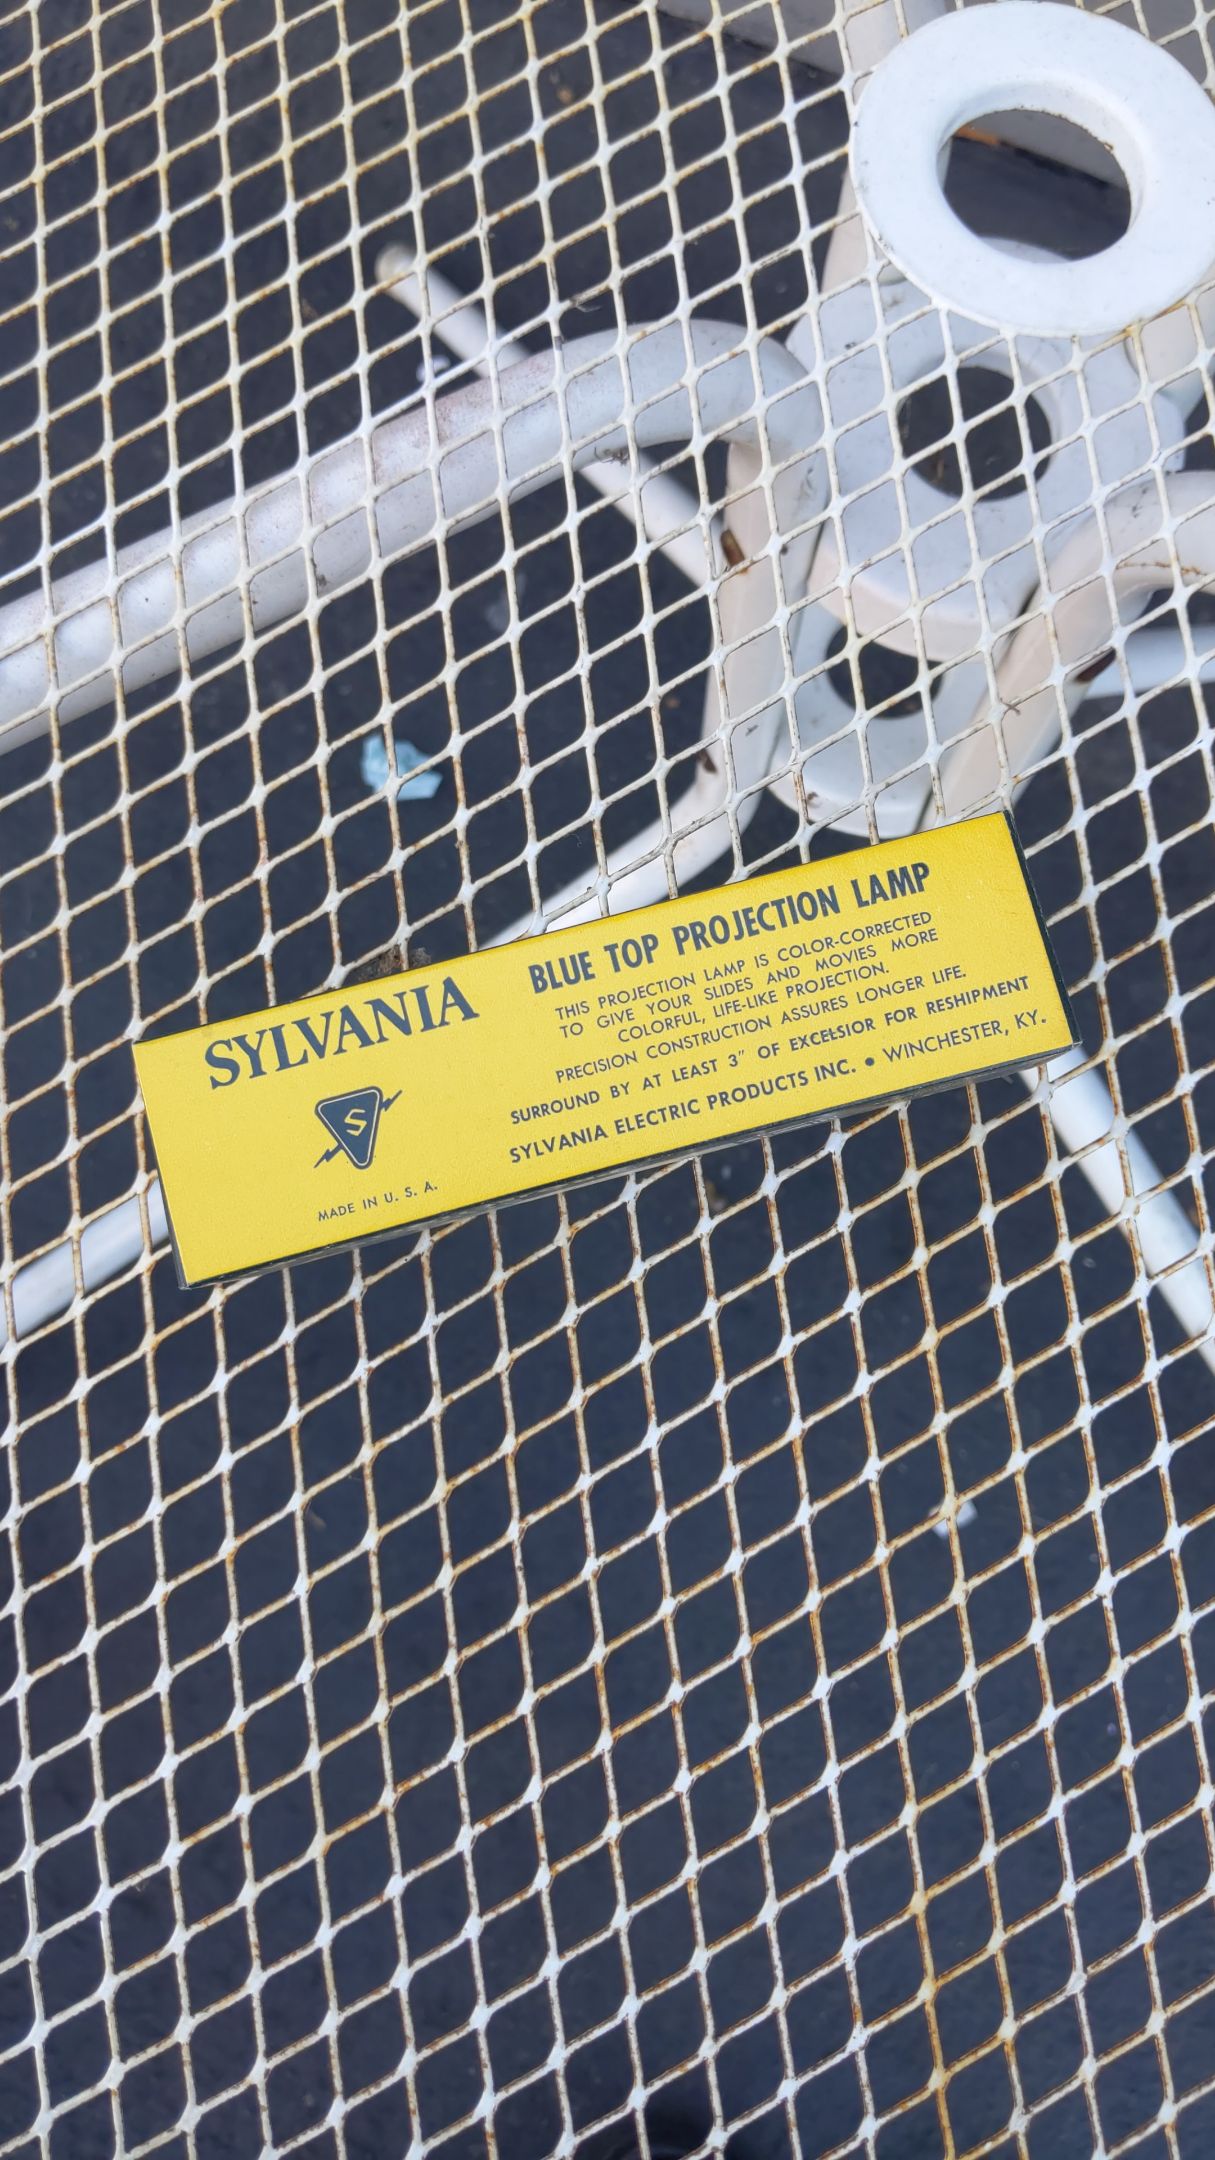 SYLVANIA
S
MADE IN U. S. A.
BLUE TOP PROJECTION LAMP
THIS PROJECTION LAMP IS COLOR-CORRECTED
TO GIVE YOUR SLIDES AND MOVIES MORE
COLORFUL, LIFE-LIKE PROJECTION.
PRECISION CONSTRUCTION ASSURES LONGER LIFE.
SURROUND BY AT LEAST 3" OF EXCELSIOR FOR RESHIPMENT
SYLVANIA ELECTRIC PRODUCTS INC. • WINCHESTER, KY.